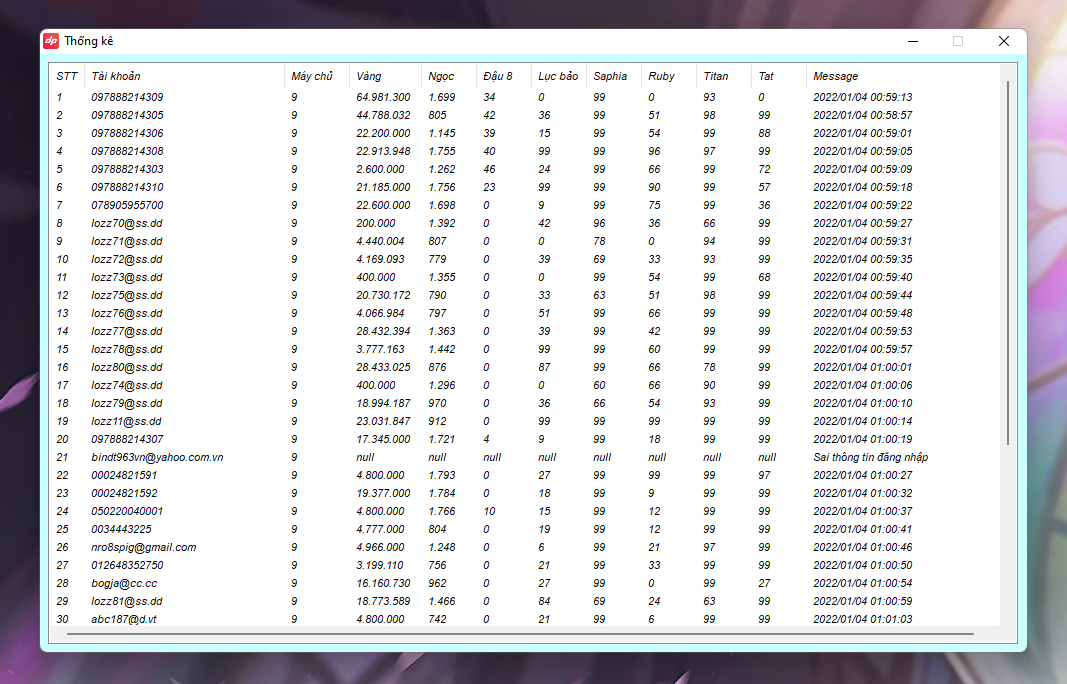 dp Thống kê
STT Tài khoản Máy chủ Vàng Ngọc Đậu 8 Lục bảo Saphia Ruby Titan Tat Message
1 097888214309 9 64.981.300 1.699 34 0 99 0 93 0 2022/01/04 00:59:13
2 097888214305 9 44.788.032 805 42 36 99 51 98 99 2022/01/04 00:58:57
3 097888214306 9 22.200.000 1.145 39 15 99 54 99 88 2022/01/04 00:59:01
4 097888214308 9 22.913.948 1.755 40 99 99 96 97 99 2022/01/04 00:59:05
5 097888214303 9 2.600.000 1.262 46 24 99 66 99 72 2022/01/04 00:59:09
6 097888214310 9 21.185.000 1.756 23 99 99 90 99 57 2022/01/04 00:59:18
7 078905955700 9 22.600.000 1.698 0 9 99 75 99 36 2022/01/04 00:59:22
8 lozz70@ss.dd 9 200.000 1.392 0 42 96 36 66 99 2022/01/04 00:59:27
9 lozz71@ss.dd 9 4.440.004 807 0 0 78 0 94 99 2022/01/04 00:59:31
10 lozz72@ss.dd 9 4.169.093 779 0 39 69 33 93 99 2022/01/04 00:59:35
11 lozz73@ss.dd 9 400.000 1.355 0 0 99 54 99 68 2022/01/04 00:59:40
12 lozz75@ss.dd 9 20.730.172 790 0 33 63 51 98 99 2022/01/04 00:59:44
13 lozz76@ss.dd 9 4.066.984 797 0 51 99 66 99 99 2022/01/04 00:59:48
14 lozz77@ss.dd 9 28.432.394 1.363 0 39 99 42 99 99 2022/01/04 00:59:53
15 lozz78@ss.dd 9 3.777.163 1.442 0 99 99 60 99 99 2022/01/04 00:59:57
16 lozz80@ss.dd 9 28.433.025 876 0 87 99 66 78 99 2022/01/04 01:00:01
17 lozz74@ss.dd 9 400.000 1.296 0 0 60 66 90 99 2022/01/04 01:00:06
18 lozz79@ss.dd 9 18.994.187 970 0 36 66 54 93 99 2022/01/04 01:00:10
19 lozz11@ss.dd 9 23.031.847 912 0 99 99 99 99 99 2022/01/04 01:00:14
20 097888214307 9 17.345.000 1.721 4 9 99 18 99 99 2022/01/04 01:00:19
21 bindt963vn@yahoo.com.vn 9 null null null null null null null null Sai thông tin đăng nhập
22 00024821591 9 4.800.000 1.793 0 27 99 99 99 97 2022/01/04 01:00:27
23 00024821592 9 19.377.000 1.784 0 18 99 9 99 99 2022/01/04 01:00:32
24 050220040001 9 4.800.000 1.766 10 15 99 12 99 99 2022/01/04 01:00:37
25 0034443225 9 4.777.000 804 0 19 99 12 99 99 2022/01/04 01:00:41
26 nro8spig@gmail.com 9 4.966.000 1.248 0 6 99 21 97 99 2022/01/04 01:00:46
27 012648352750 9 3.199.110 756 0 21 99 33 99 99 2022/01/04 01:00:50
28 bogja@cc.cc 9 16.160.730 962 0 27 99 0 99 27 2022/01/04 01:00:54
29 lozz81@ss.dd 9 18.773.589 1.466 0 84 69 24 63 99 2022/01/04 01:00:59
30 abc187@d.vt 9 4.800.000 742 0 21 99 6 99 99 2022/01/04 01:01:03